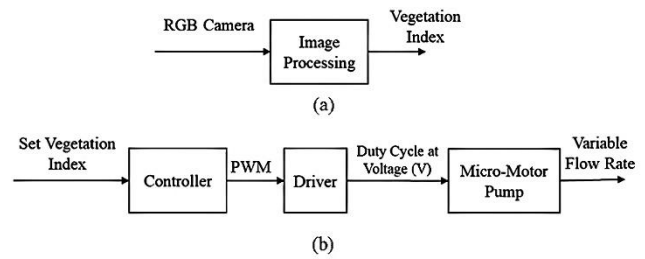 RGB Camera
Image
Processing
Vegetation
Index
(a)
Set Vegetation
Index
Controller
PWM
Driver
Duty Cycle at
Voltage (V)
Micro-Motor
Pump
Variable
Flow Rate
(b)